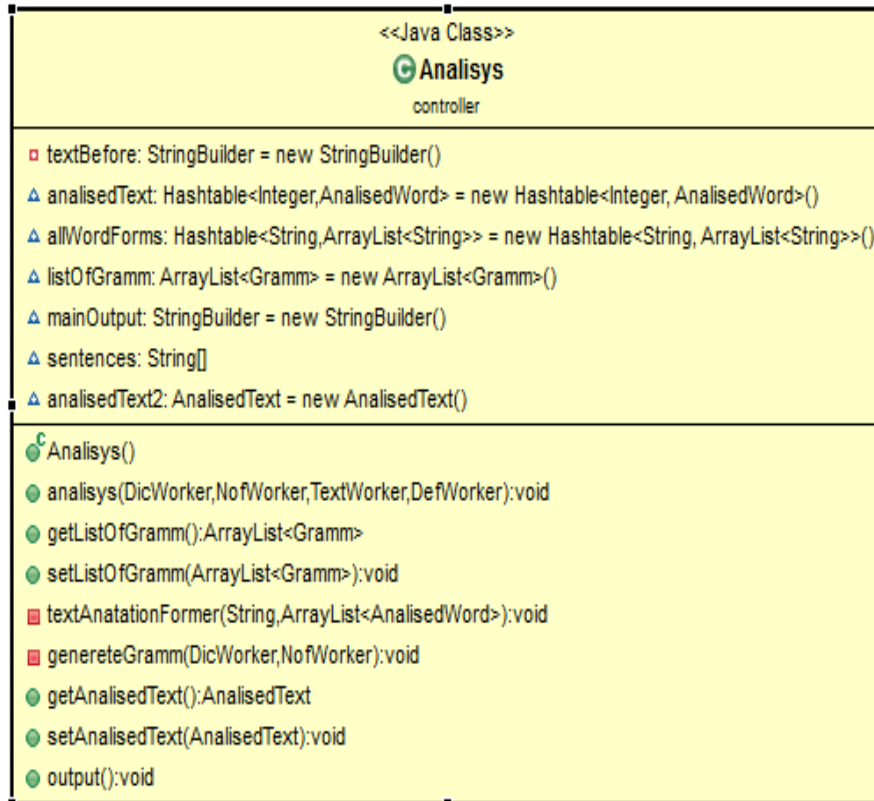 <<Java Class>>
C Analisys
controller
textBefore: StringBuilder = new StringBuilder()
analisedText: Hashtable<Integer,AnalisedWord> = new Hashtable<Integer, AnalisedWord>()
allWordForms: Hashtable<String,ArrayList<String>> = new Hashtable<String, ArrayList<String>>()
listOfGramm: ArrayList<Gramm> = new ArrayList<Gramm>()
mainOutput: StringBuilder = new StringBuilder()
sentences: String[]
analisedText2: AnalisedText = new AnalisedText()
C Analisys()
analisys(DicWorker,NofWorker,TextWorker,DefWorker):void
getListOfGramm():ArrayList<Gramm>
setListOfGramm(ArrayList<Gramm>):void
textAnatationFormer(String,ArrayList<AnalisedWord>):void
genereteGramm(DicWorker,NofWorker):void
getAnalisedText():AnalisedText
setAnalisedText(AnalisedText):void
output():void